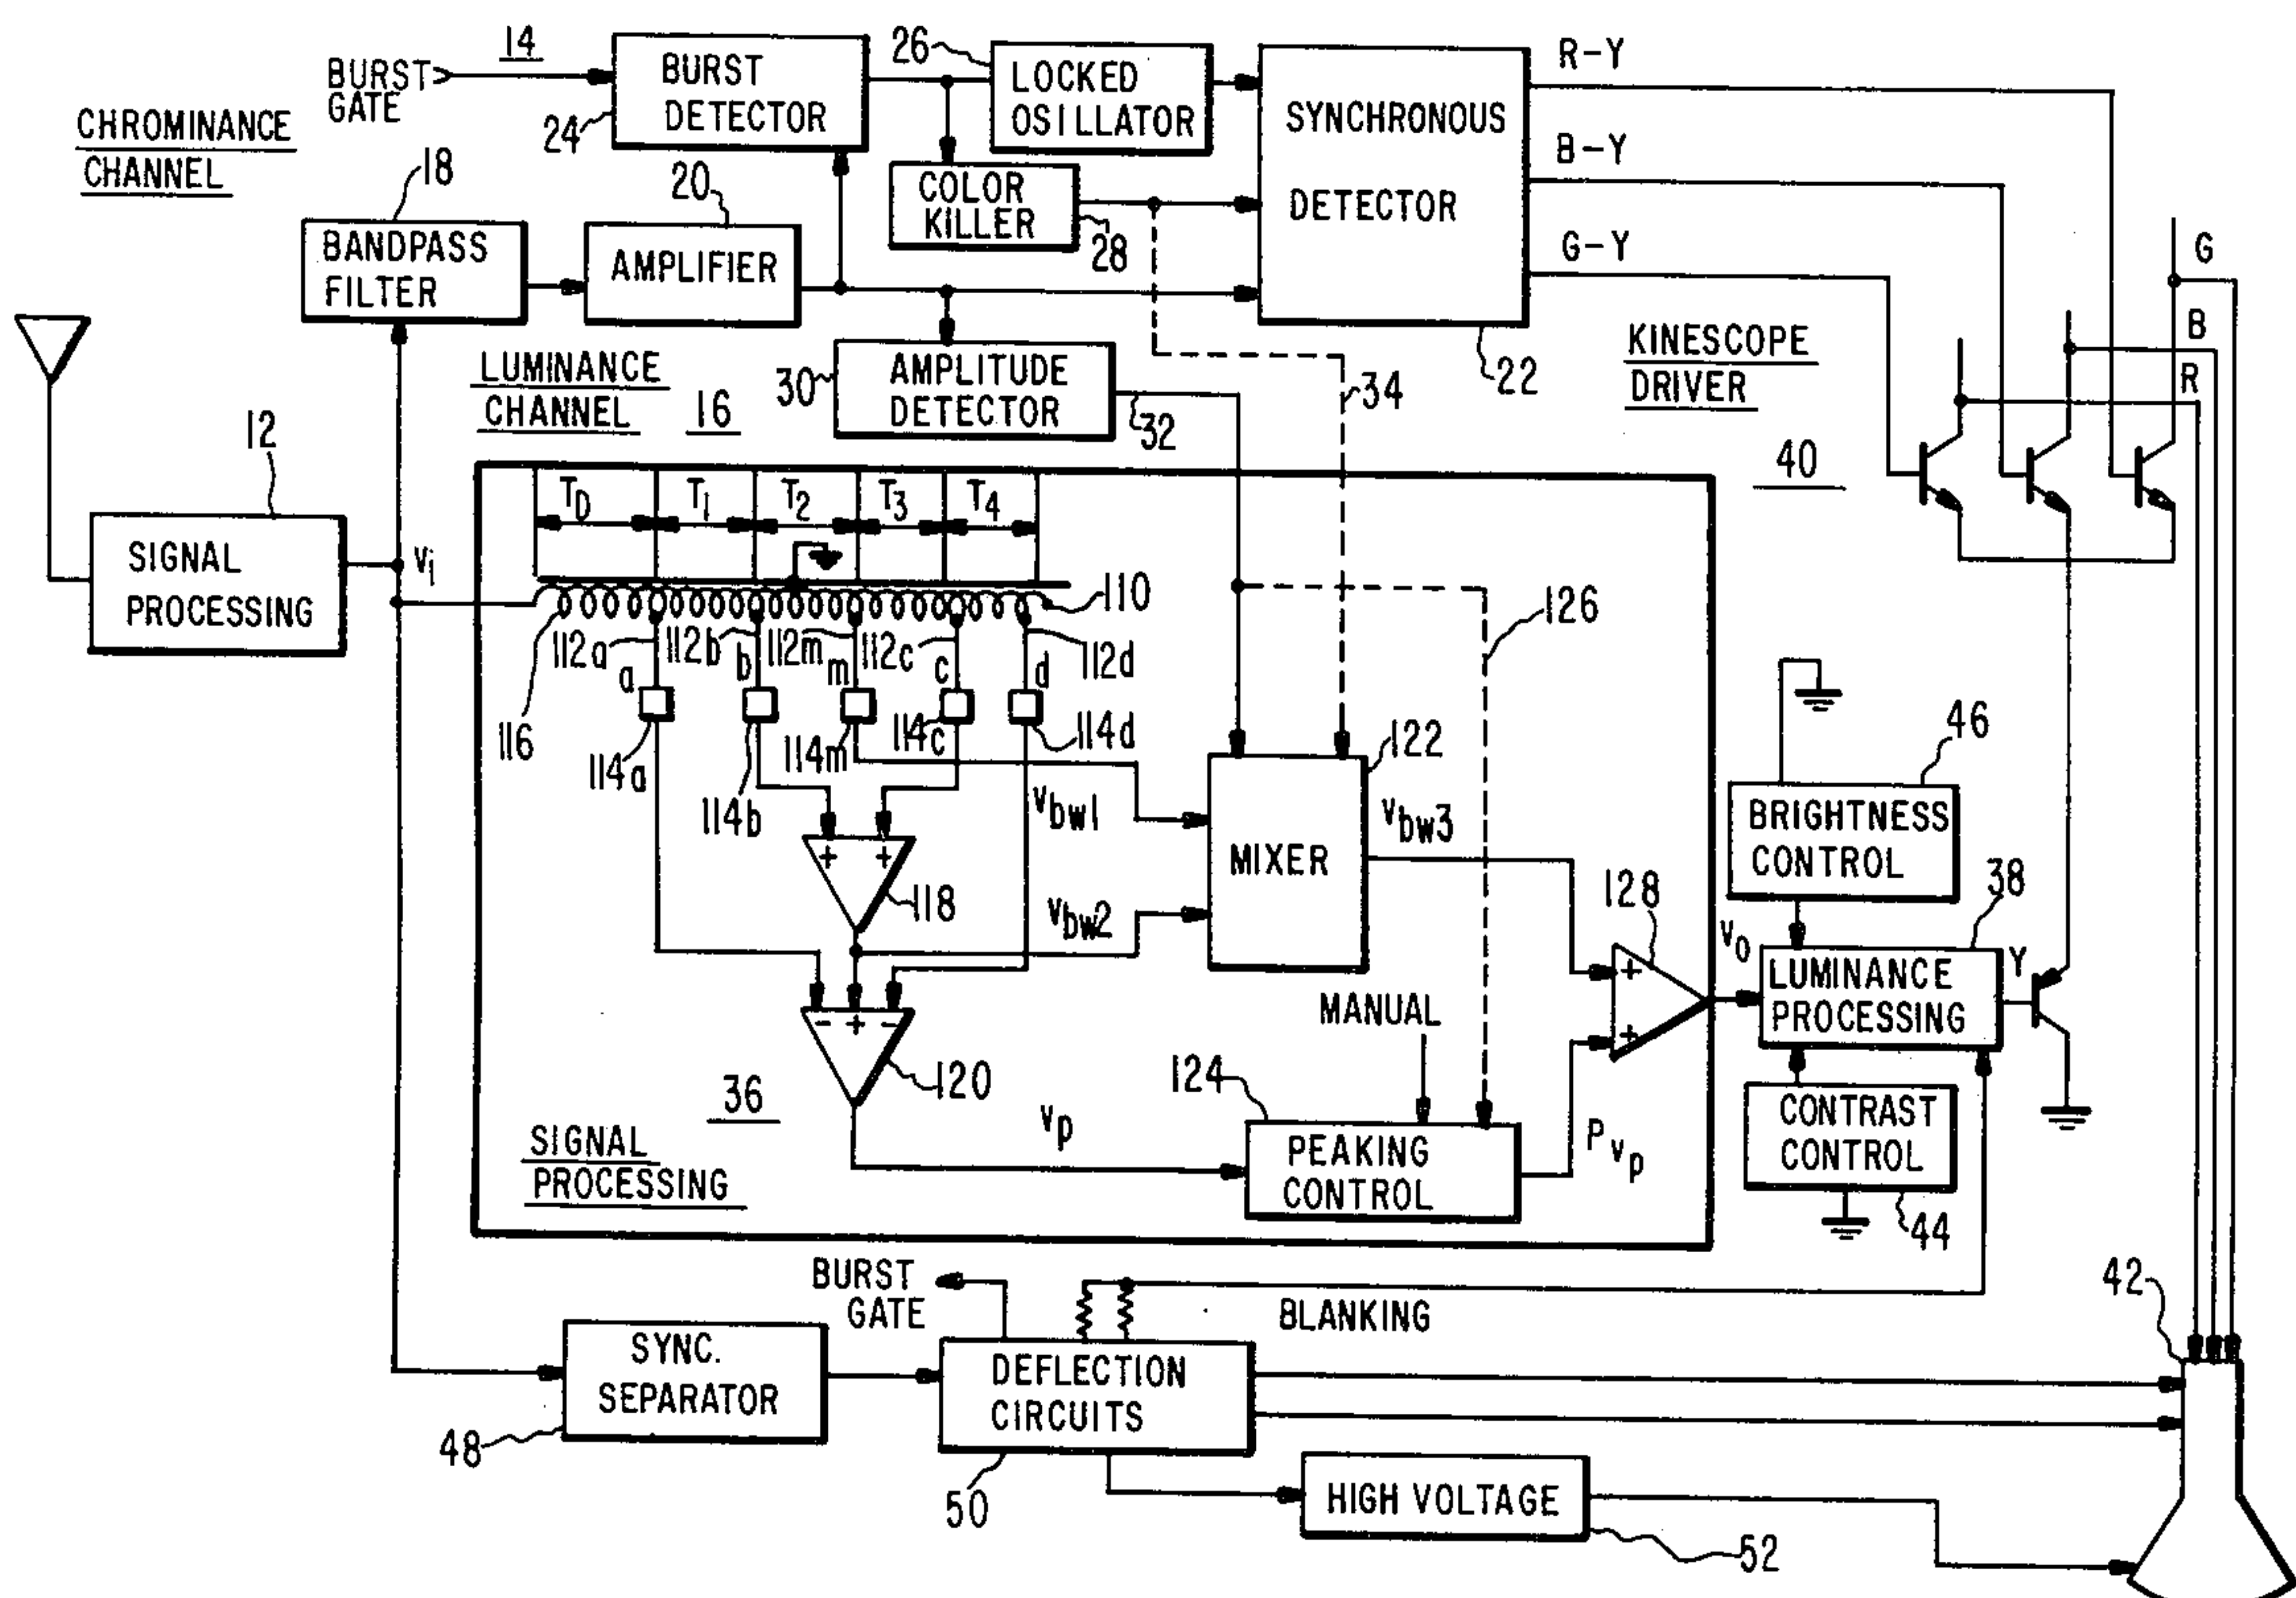 14
BURST
GATE
BURST
DETECTOR
24
26
LOCKED
OSILLATOR
SYNCHRONOUS
DETECTOR
22
R-Y
B-Y
G-Y
CHROMINANCE
CHANNEL
18
BANDPASS
FILTER
20
AMPLIFIER
COLOR
KILLER
28
G
B
R
KINESCOPE
DRIVER
40
LUMINANCE
CHANNEL
16
30
AMPLITUDE
DETECTOR
32
34
12
SIGNAL
PROCESSING
vi
TD
T1
T2
T3
T4
110
112a
112b
112m
112c
112d
a
b
m
c
d
116
114a
114b
114m
114c
114d
126
118
vbw1
vbw2
122
MIXER
vbw3
+
+
-
+
-
120
36
SIGNAL
PROCESSING
vp
MANUAL
124
PEAKING
CONTROL
Pvp
128
+
+
vo
46
BRIGHTNESS
CONTROL
38
LUMINANCE
PROCESSING
Y
CONTRAST
CONTROL
44
BURST
GATE
BLANKING
42
SYNC.
SEPARATOR
48
DEFLECTION
CIRCUITS
50
HIGH VOLTAGE
52